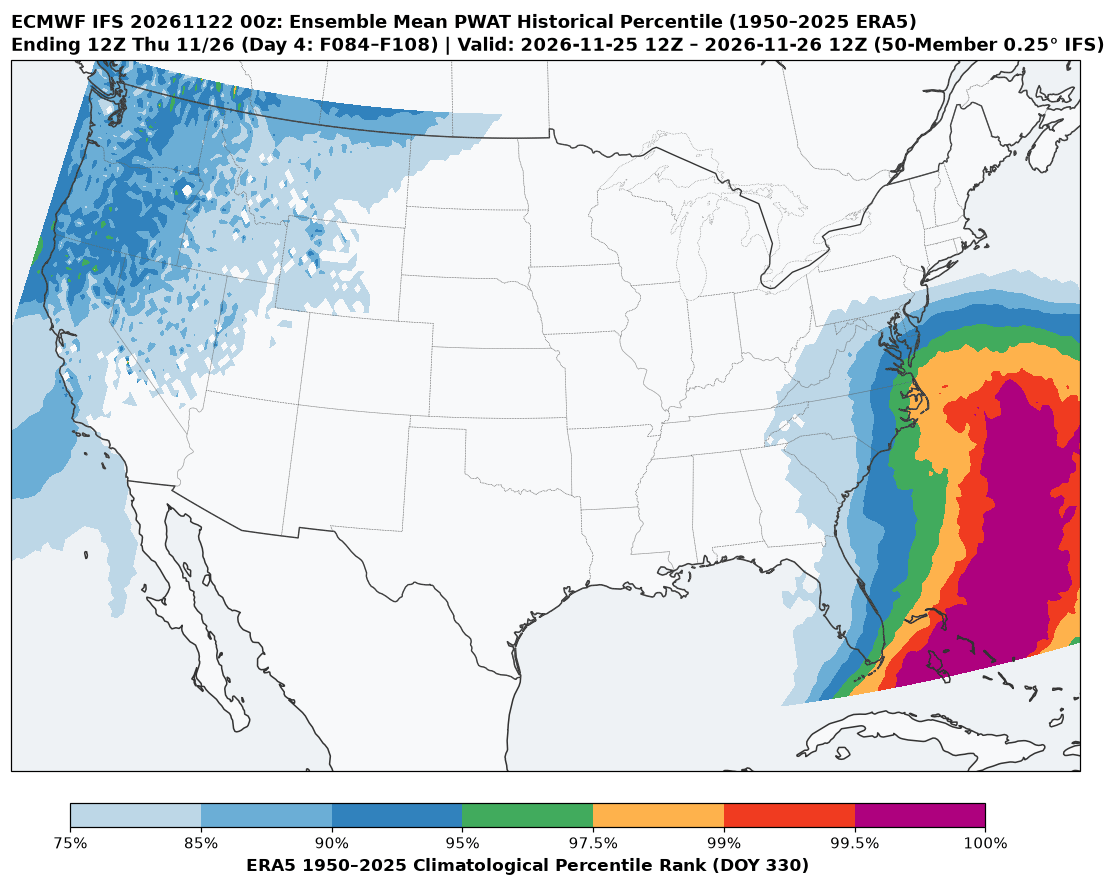 ECMWF IFS 20261122 00z: Ensemble Mean PWAT Historical Percentile (1950–2025 ERA5)
Ending 12Z Thu 11/26 (Day 4: F084–F108) | Valid: 2026-11-25 12Z – 2026-11-26 12Z (50-Member 0.25° IFS)
75% 85% 90% 95% 97.5% 99% 99.5% 100%
ERA5 1950–2025 Climatological Percentile Rank (DOY 330)